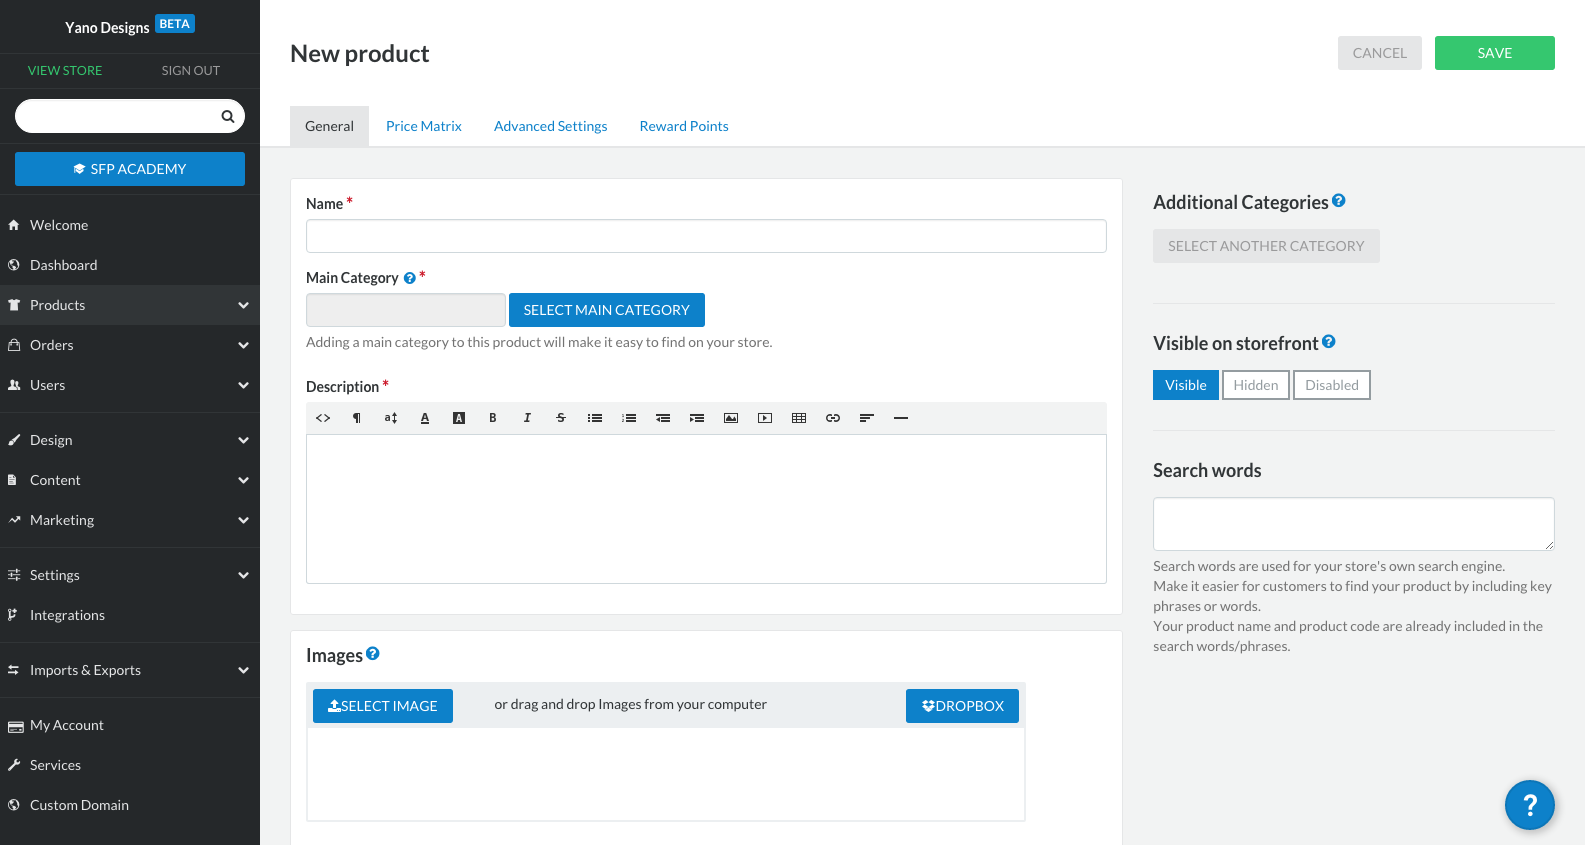 Yano Designs BETA
VIEW STORE SIGN OUT
SFP ACADEMY
Welcome
Dashboard
Products
Orders
Users
Design
Content
Marketing
Settings
Integrations
Imports & Exports
My Account
Services
Custom Domain
New product
CANCEL SAVE
General Price Matrix Advanced Settings Reward Points
Name *
Main Category ? *
SELECT MAIN CATEGORY
Adding a main category to this product will make it easy to find on your store.
Description *
Images ?
SELECT IMAGE or drag and drop Images from your computer DROPBOX
Additional Categories ?
SELECT ANOTHER CATEGORY
Visible on storefront ?
Visible Hidden Disabled
Search words
Search words are used for your store's own search engine.
Make it easier for customers to find your product by including key
phrases or words.
Your product name and product code are already included in the
search words/phrases.
?